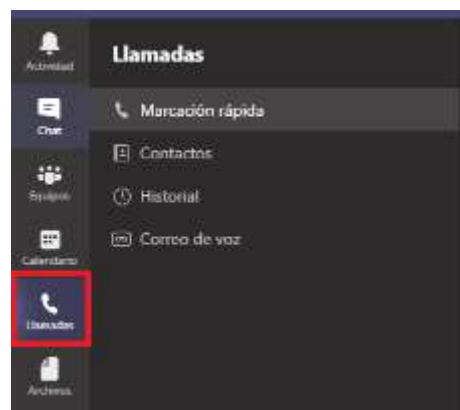 Actividad
Chat
Equipos
Calendario
Llamadas
Archivos
Llamadas
Marcación rápida
Contactos
Historial
Correo de voz